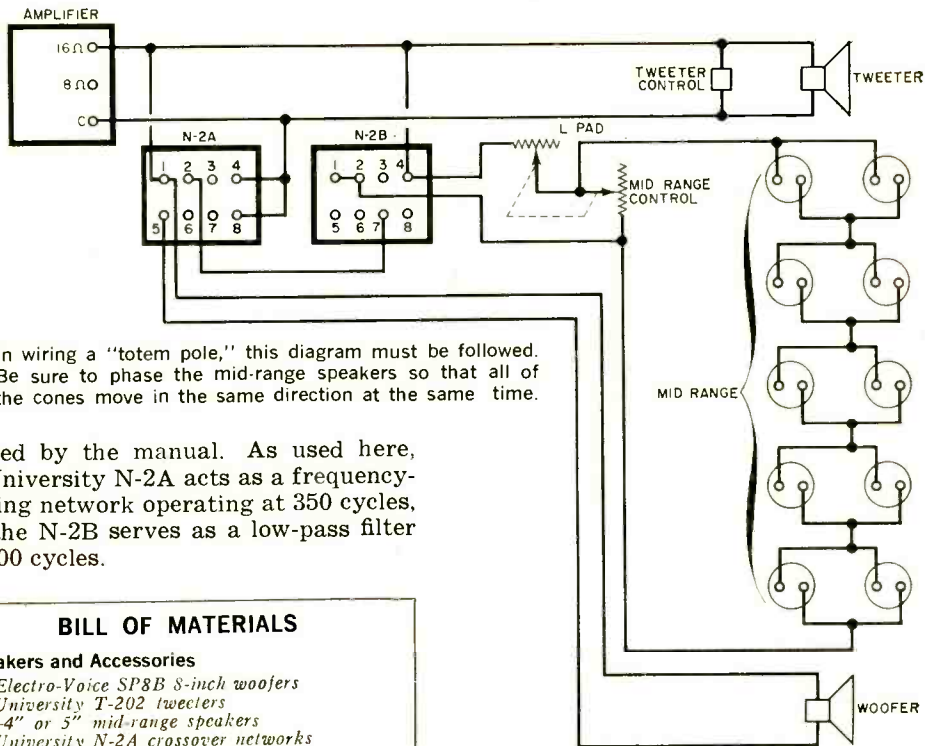 AMPLIFIER
16Ω
8Ω
C
N-2A
1 2 3 4
5 6 7 8
N-2B
1 2 3 4
5 6 7 8
L PAD
MID RANGE
CONTROL
TWEETER
CONTROL
TWEETER
MID RANGE
WOOFER
n wiring a "totem pole," this diagram must be followed.
Be sure to phase the mid-range speakers so that all of
the cones move in the same direction at the same time.
ed by the manual. As used here,
niversity N-2A acts as a frequency-
ing network operating at 350 cycles,
he N-2B serves as a low-pass filter
00 cycles.
BILL OF MATERIALS
akers and Accessories
Electro-Voice SP8B 8-inch woofers
University T-202 tweeters
4" or 5" mid-range speakers
University N-2A crossover networks